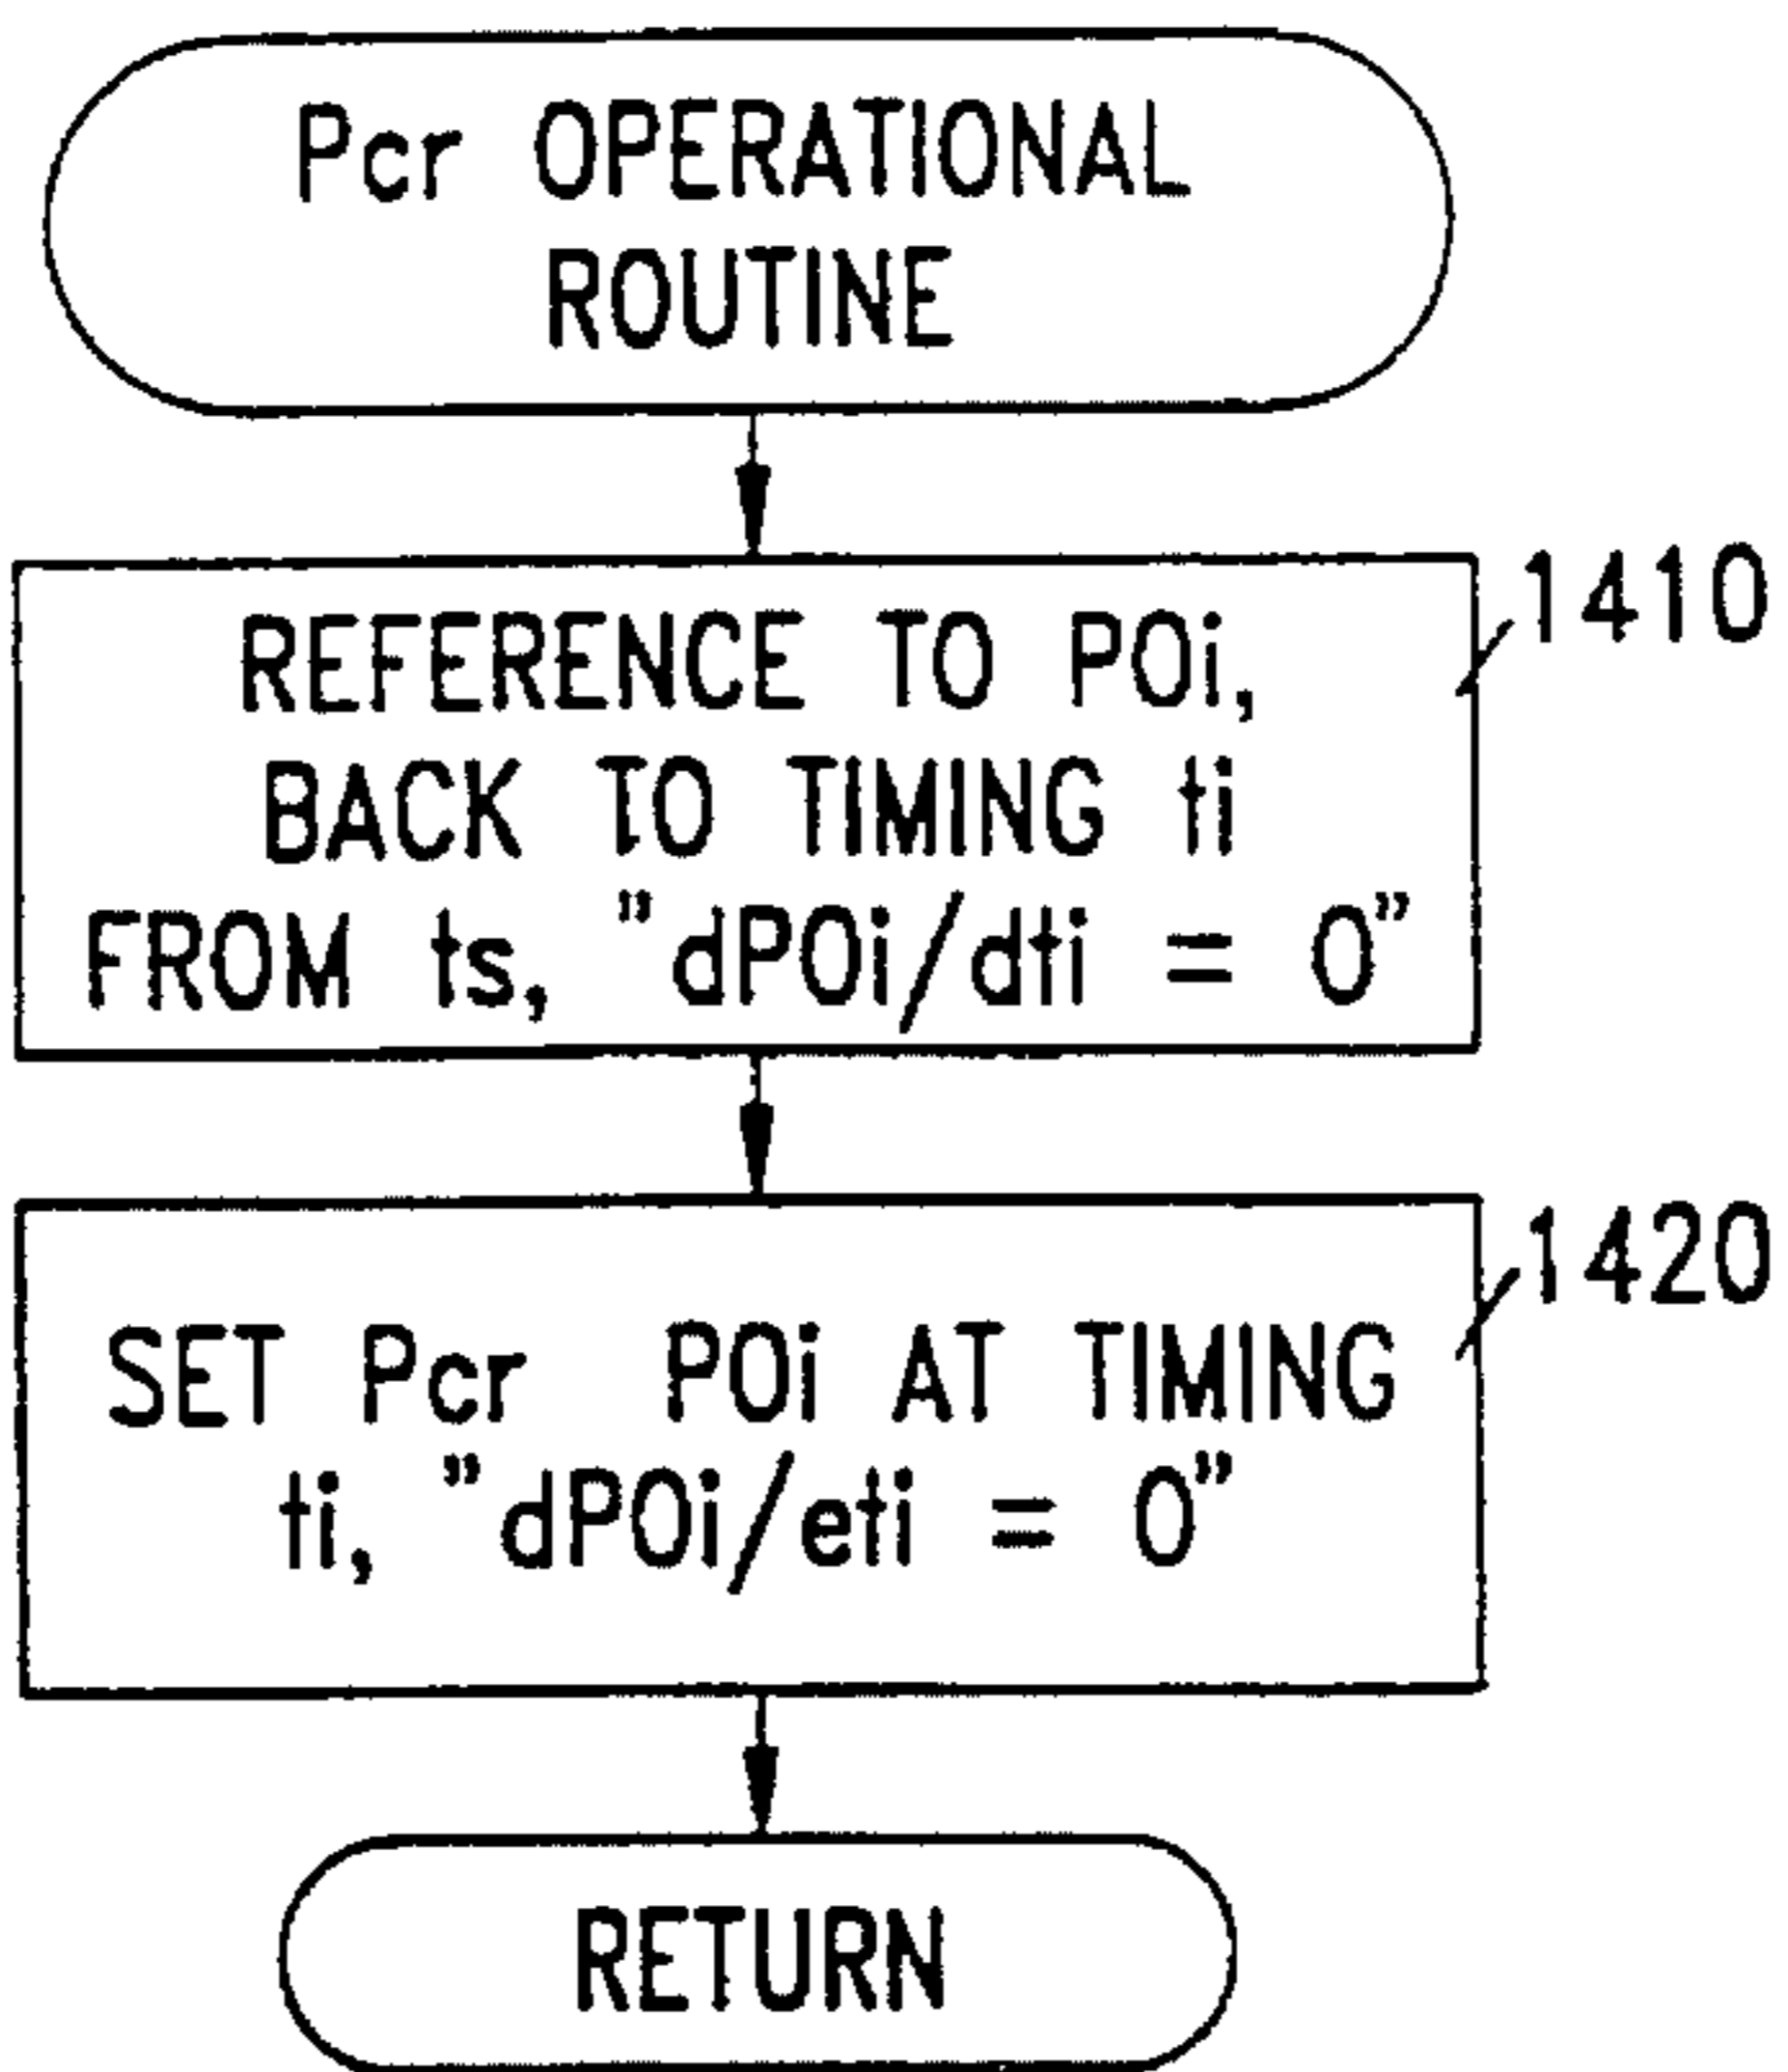 Pcr OPERATIONAL
ROUTINE
1410
REFERENCE TO POi,
BACK TO TIMING ti
FROM ts, "dPOi/dti = 0"
1420
SET Pcr POi AT TIMING
ti, "dPOi/eti = 0"
RETURN